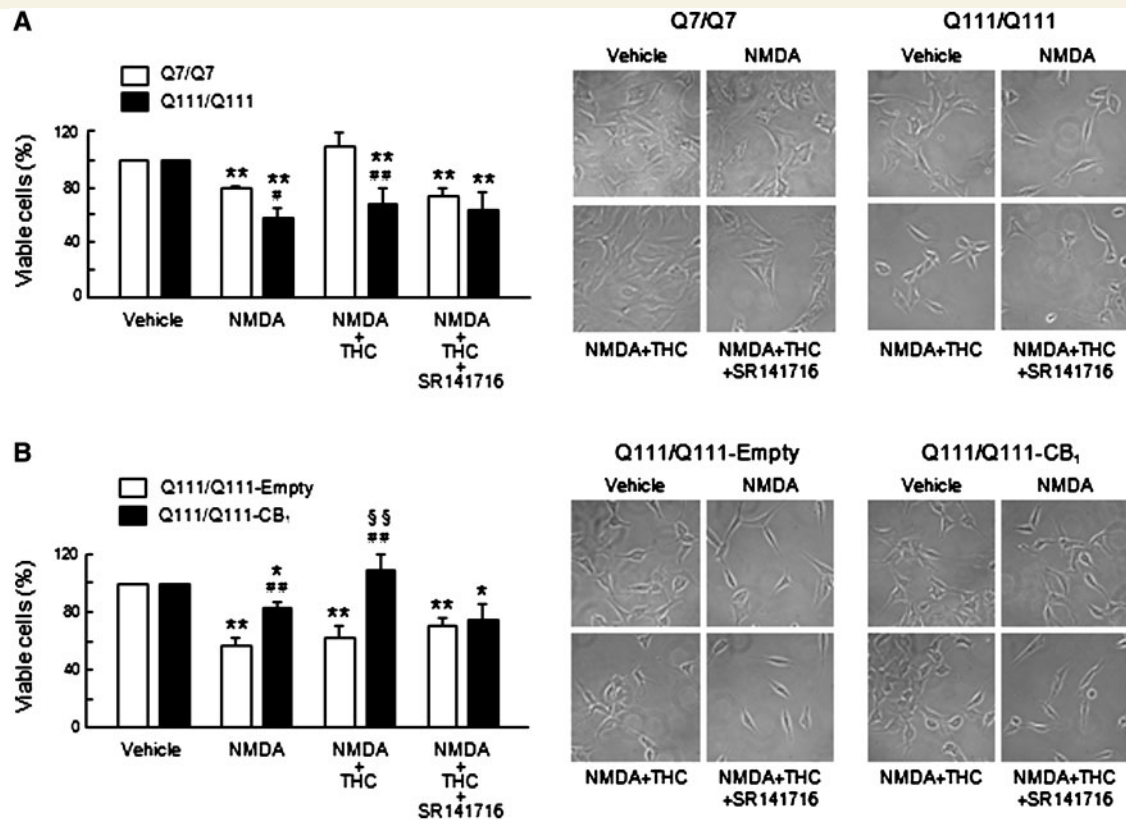 A
Q7/Q7
Q111/Q111
Viable cells (%)
120
80
40
0
**
**
#
**
##
**
**
Vehicle
NMDA
NMDA
+
THC
NMDA
+
THC
+
SR141716
Q7/Q7
Vehicle
NMDA
NMDA+THC
NMDA+THC
+SR141716
Q111/Q111
Vehicle
NMDA
NMDA+THC
NMDA+THC
+SR141716
B
Q111/Q111-Empty
Q111/Q111-CB₁
Viable cells (%)
120
80
40
0
**
*
##
**
§§
##
**
*
Vehicle
NMDA
NMDA
+
THC
NMDA
+
THC
+
SR141716
Q111/Q111-Empty
Vehicle
NMDA
NMDA+THC
NMDA+THC
+SR141716
Q111/Q111-CB₁
Vehicle
NMDA
NMDA+THC
NMDA+THC
+SR141716